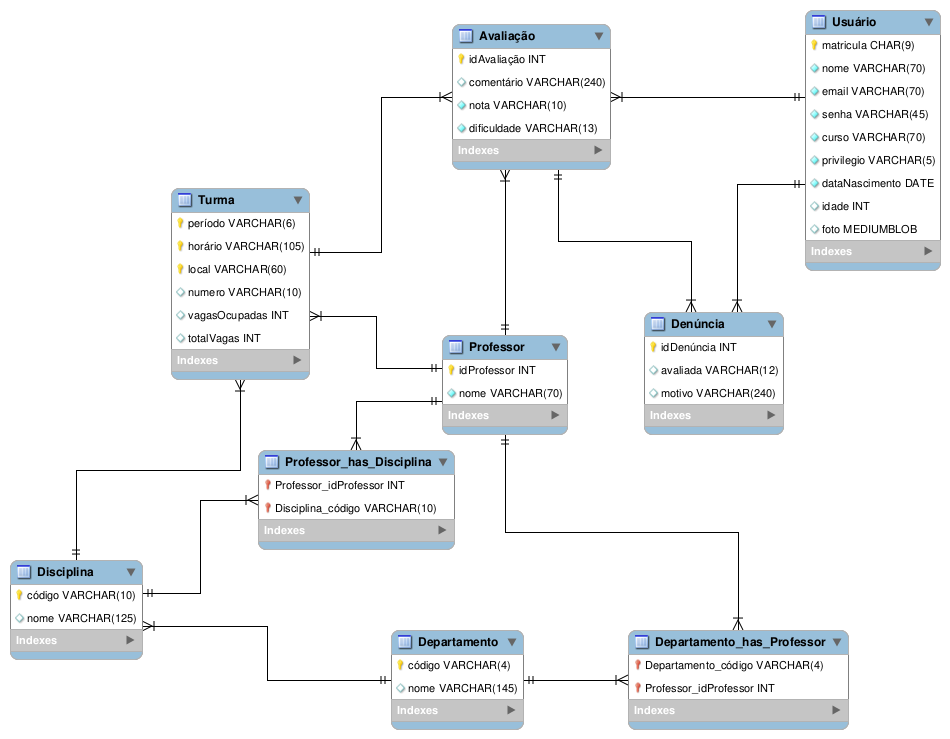 Avaliação
idAvaliação INT
comentário VARCHAR(240)
nota VARCHAR(10)
dificuldade VARCHAR(13)
Indexes
Usuário
matricula CHAR(9)
nome VARCHAR(70)
email VARCHAR(70)
senha VARCHAR(45)
curso VARCHAR(70)
privilegio VARCHAR(5)
dataNascimento DATE
idade INT
foto MEDIUMBLOB
Indexes
Turma
período VARCHAR(6)
horário VARCHAR(105)
local VARCHAR(60)
numero VARCHAR(10)
vagasOcupadas INT
totalVagas INT
Indexes
Denúncia
idDenúncia INT
avaliada VARCHAR(12)
motivo VARCHAR(240)
Indexes
Professor
idProfessor INT
nome VARCHAR(70)
Indexes
Professor_has_Disciplina
Professor_idProfessor INT
Disciplina_código VARCHAR(10)
Indexes
Disciplina
código VARCHAR(10)
nome VARCHAR(125)
Indexes
Departamento
código VARCHAR(4)
nome VARCHAR(145)
Indexes
Departamento_has_Professor
Departamento_código VARCHAR(4)
Professor_idProfessor INT
Indexes